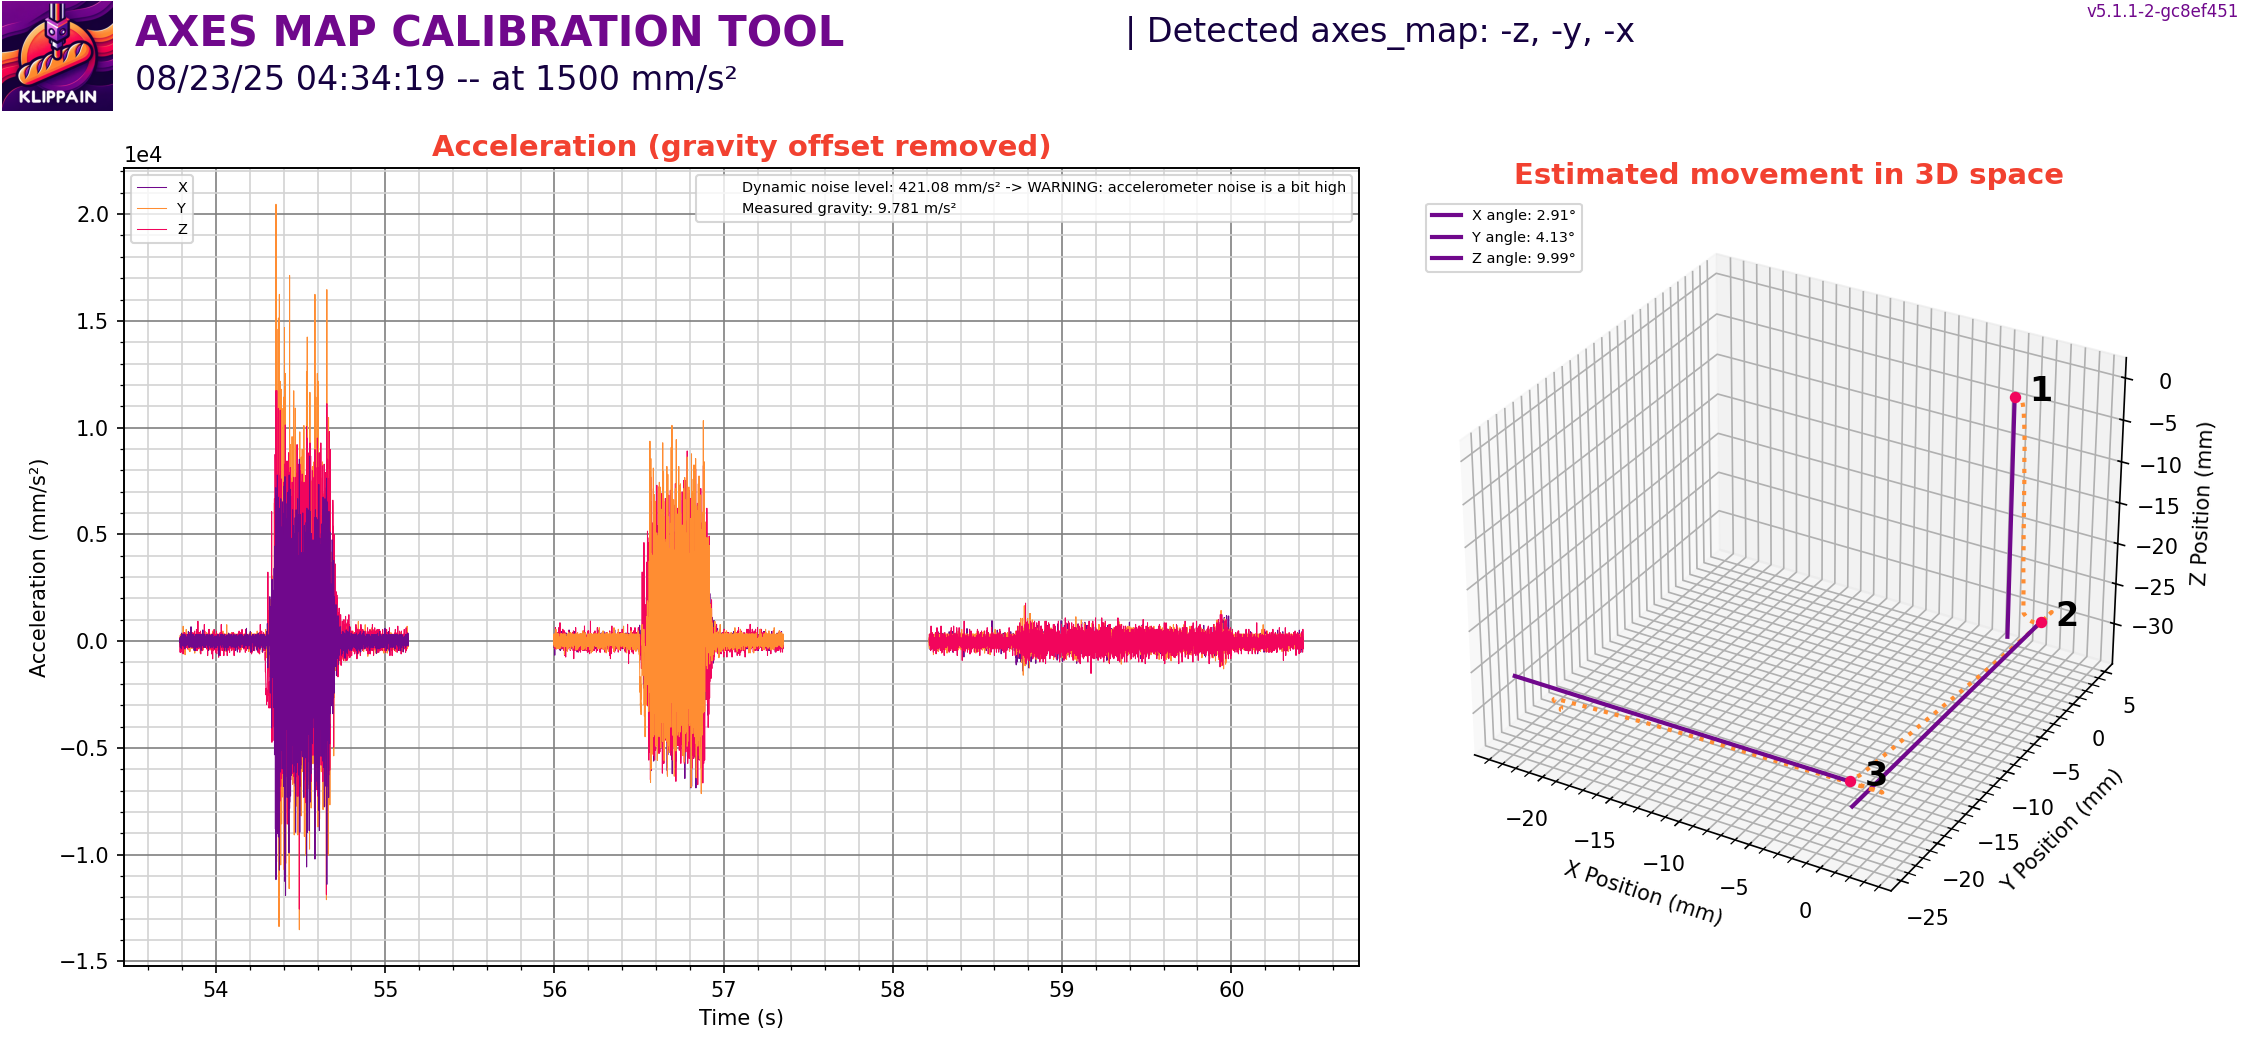 KLIPPAIN
AXES MAP CALIBRATION TOOL
| Detected axes_map: -z, -y, -x
v5.1.1-2-gc8ef451
08/23/25 04:34:19 -- at 1500 mm/s²
Acceleration (gravity offset removed)
1e4
X
Y
Z
Dynamic noise level: 421.08 mm/s² -> WARNING: accelerometer noise is a bit high
Measured gravity: 9.781 m/s²
2.0
1.5
1.0
0.5
0.0
−0.5
−1.0
−1.5
Acceleration (mm/s²)
54
55
56
57
58
59
60
Time (s)
Estimated movement in 3D space
X angle: 2.91°
Y angle: 4.13°
Z angle: 9.99°
1
2
3
0
−5
−10
−15
−20
−25
−30
Z Position (mm)
5
0
−5
−10
−15
−20
−25
Y Position (mm)
−20
−15
−10
−5
0
X Position (mm)